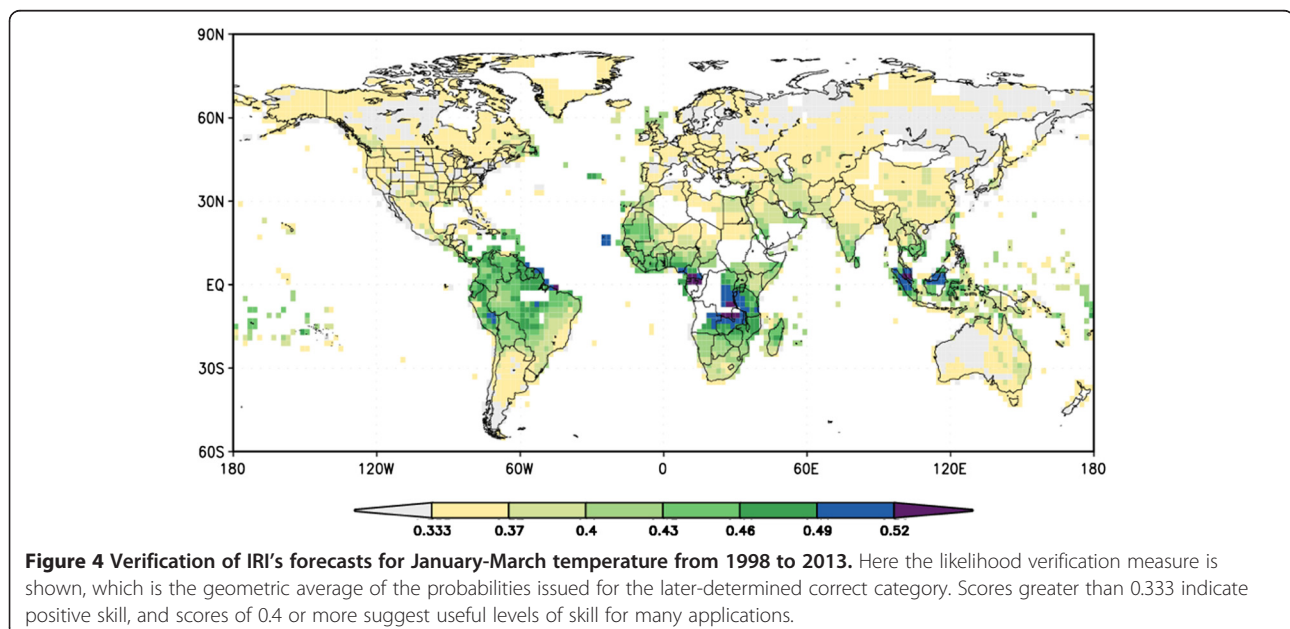 90N
60N
30N
EQ
30S
60S
180 120W 60W 0 60E 120E 180
0.333 0.37 0.4 0.43 0.46 0.49 0.52
Figure 4 Verification of IRI's forecasts for January-March temperature from 1998 to 2013. Here the likelihood verification measure is
shown, which is the geometric average of the probabilities issued for the later-determined correct category. Scores greater than 0.333 indicate
positive skill, and scores of 0.4 or more suggest useful levels of skill for many applications.